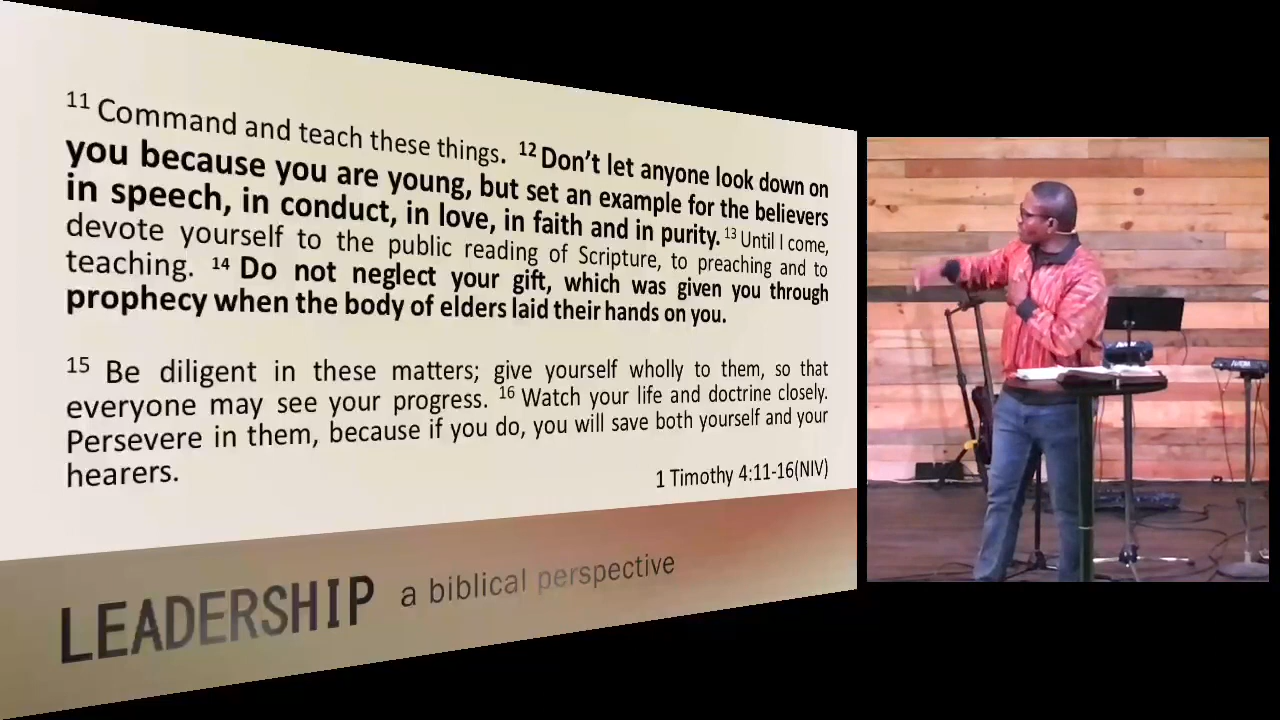 11 Command and teach these things. 12 Don’t let anyone look down on
you because you are young, but set an example for the believers
in speech, in conduct, in love, in faith and in purity. 13 Until I come,
devote yourself to the public reading of Scripture, to preaching and to
teaching. 14 Do not neglect your gift, which was given you through
prophecy when the body of elders laid their hands on you.
15 Be diligent in these matters; give yourself wholly to them, so that
everyone may see your progress. 16 Watch your life and doctrine closely.
Persevere in them, because if you do, you will save both yourself and your
hearers.
1 Timothy 4:11-16(NIV)
LEADERSHIP a biblical perspective